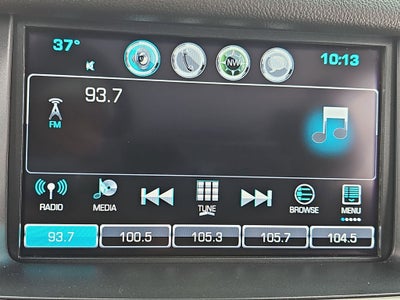 37° NW 10:13
93.7
FM
RADIO MEDIA TUNE BROWSE MENU
93.7 100.5 105.3 105.7 104.5